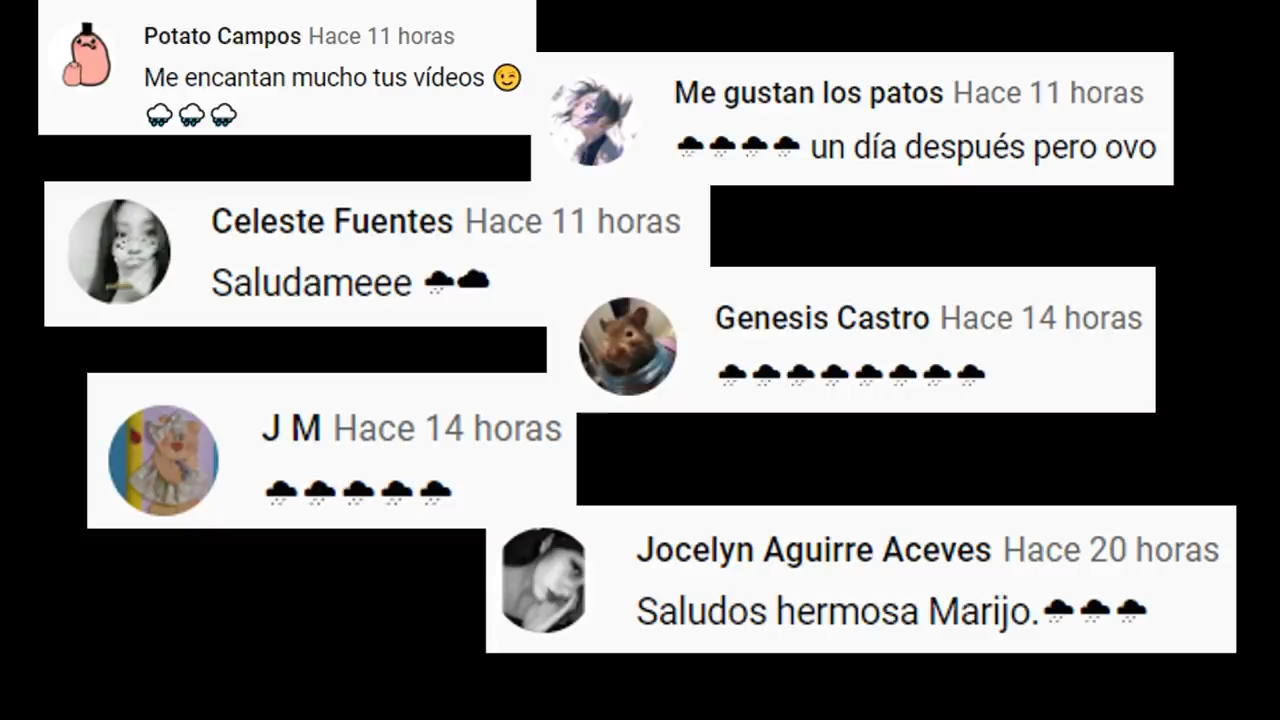 Potato Campos Hace 11 horas
Me encantan mucho tus vídeos 😉
🌨🌨🌨
Me gustan los patos Hace 11 horas
🌧🌧🌧🌧 un día después pero ovo
Celeste Fuentes Hace 11 horas
Saludameee 🌧☁
Genesis Castro Hace 14 horas
🌧🌧🌧🌧🌧🌧🌧🌧
J M Hace 14 horas
🌧🌧🌧🌧🌧
Jocelyn Aguirre Aceves Hace 20 horas
Saludos hermosa Marijo.🌧🌧🌧